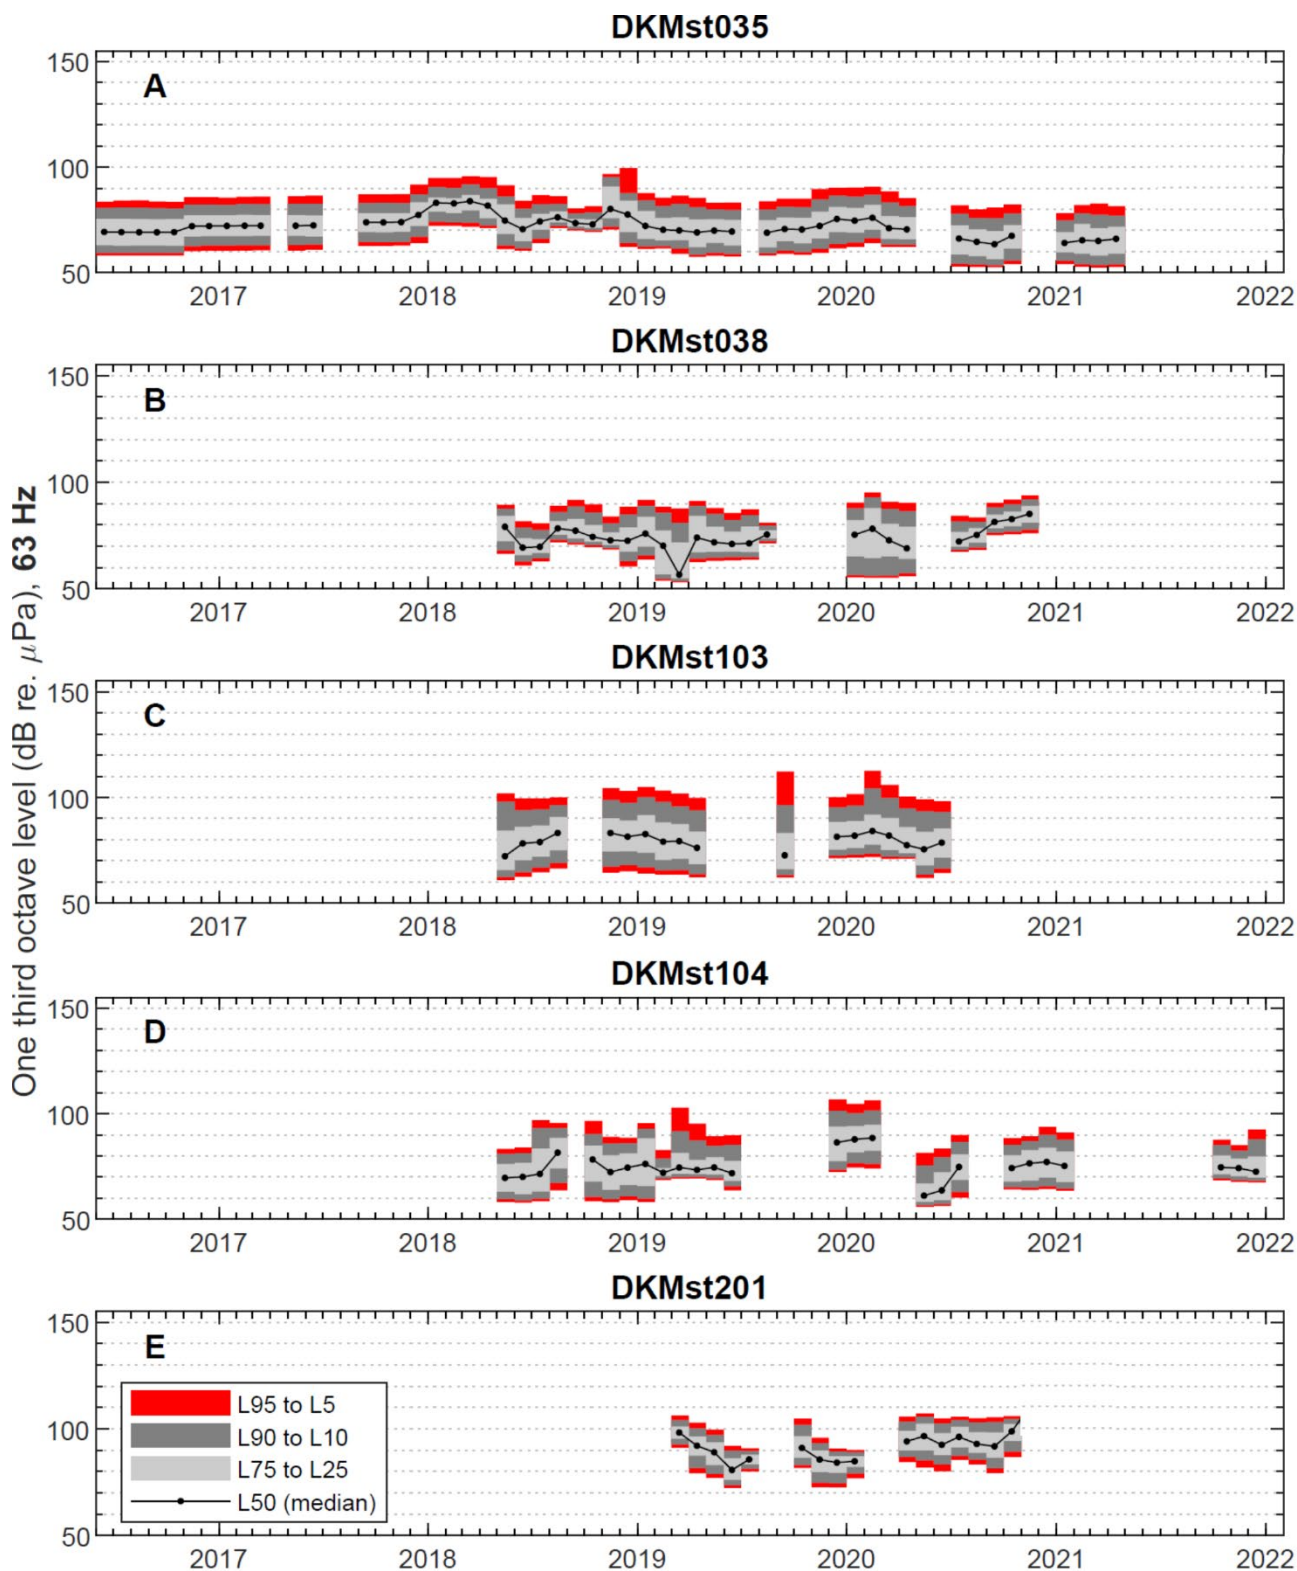 DKMst035
A
150
100
50
2017 2018 2019 2020 2021 2022
DKMst038
B
150
100
50
2017 2018 2019 2020 2021 2022
DKMst103
C
150
100
50
2017 2018 2019 2020 2021 2022
DKMst104
D
150
100
50
2017 2018 2019 2020 2021 2022
DKMst201
E
150
100
50
L95 to L5
L90 to L10
L75 to L25
L50 (median)
2017 2018 2019 2020 2021 2022
One third octave level (dB re. μPa), 63 Hz